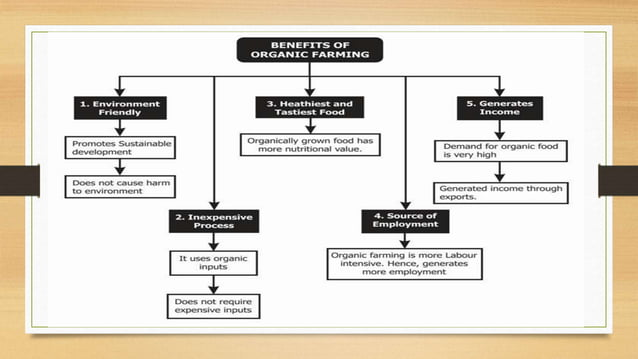 BENEFITS OF
ORGANIC FARMING
1. Environment
Friendly
Promotes Sustainable
development
Does not cause harm
to environment
2. Inexpensive
Process
It uses organic
inputs
Does not require
expensive inputs
3. Heathiest and
Tastiest Food
Organically grown food has
more nutritional value.
4. Source of
Employment
Organic farming is more Labour
intensive. Hence, generates
more employment
5. Generates
Income
Demand for organic food
is very high
Generated income through
exports.